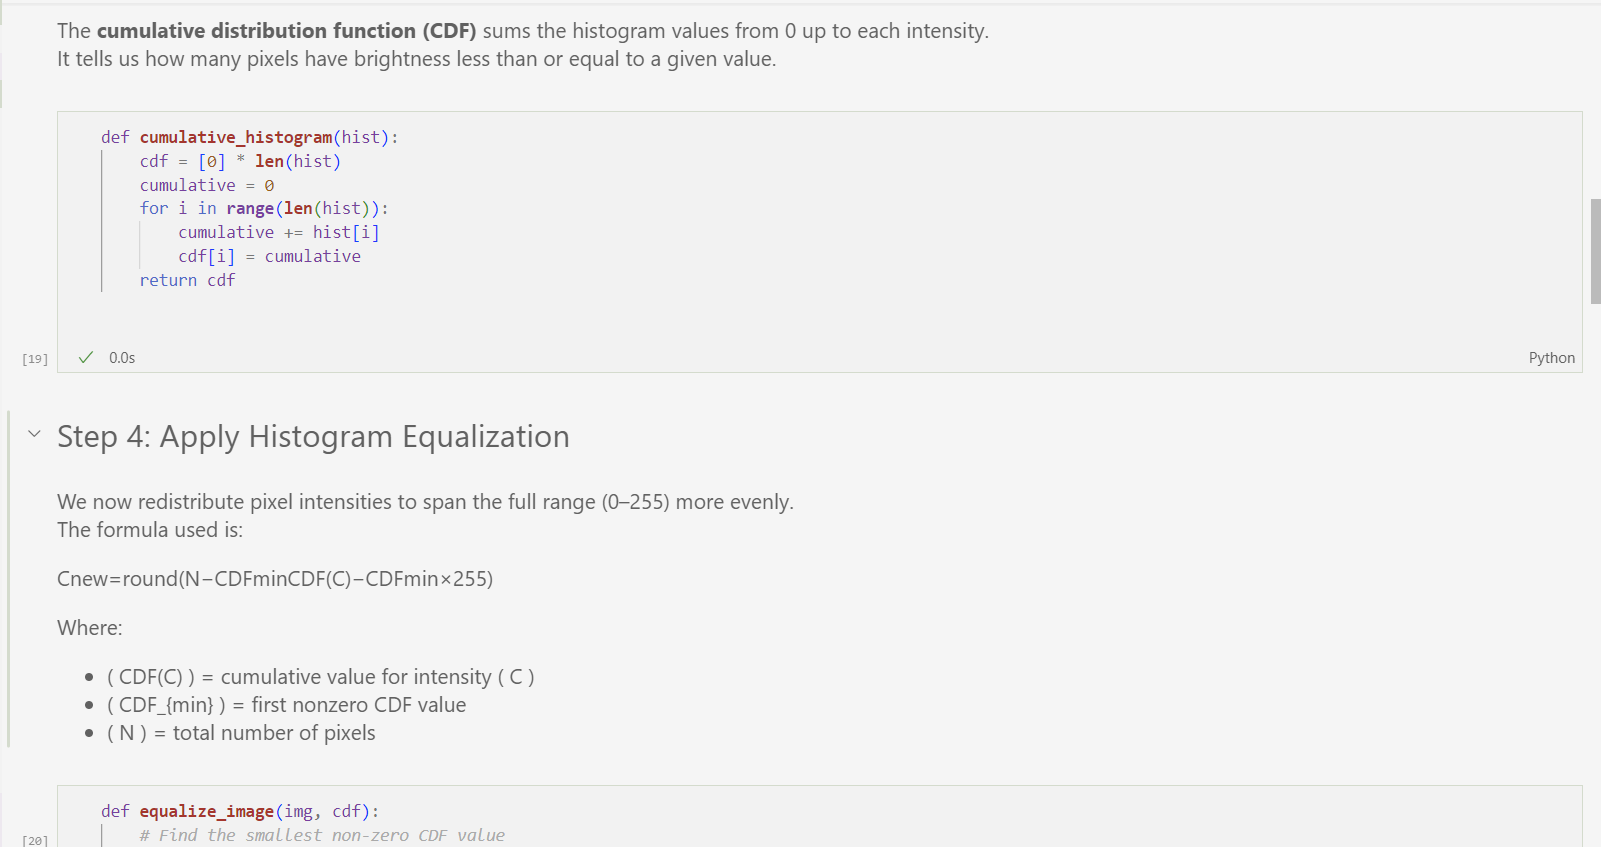 The cumulative distribution function (CDF) sums the histogram values from 0 up to each intensity.
It tells us how many pixels have brightness less than or equal to a given value.
def cumulative_histogram(hist):
    cdf = [0] * len(hist)
    cumulative = 0
    for i in range(len(hist)):
        cumulative += hist[i]
        cdf[i] = cumulative
    return cdf
[19]
0.0s
Python
Step 4: Apply Histogram Equalization
We now redistribute pixel intensities to span the full range (0–255) more evenly.
The formula used is:
Cnew=round(N−CDFminCDF(C)−CDFmin×255)
Where:
• ( CDF(C) ) = cumulative value for intensity ( C )
• ( CDF_{min} ) = first nonzero CDF value
• ( N ) = total number of pixels
def equalize_image(img, cdf):
    # Find the smallest non-zero CDF value
[20]